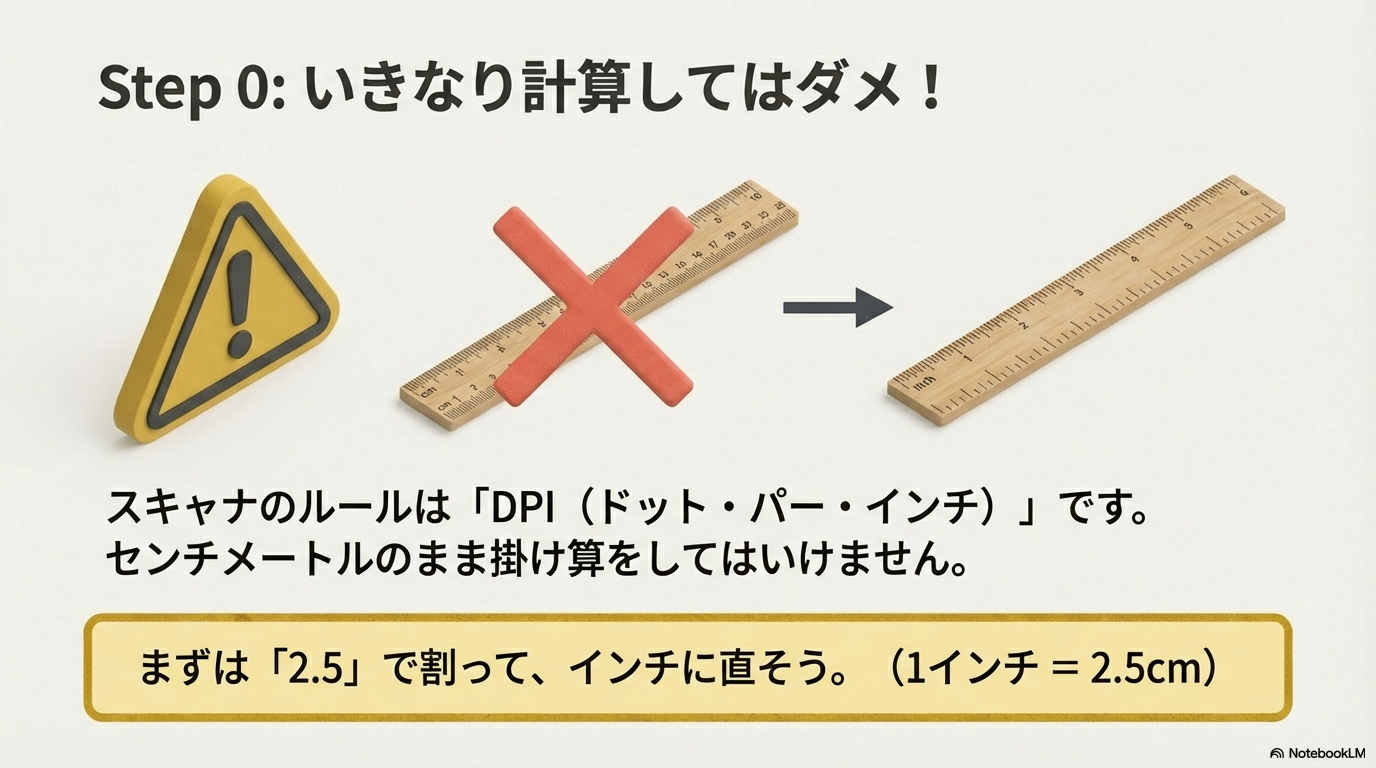 Step 0: いきなり計算してはダメ！
スキャナのルールは「DPI（ドット・パー・インチ）」です。
センチメートルのまま掛け算をしてはいけません。
まずは「2.5」で割って、インチに直そう。（1インチ ＝ 2.5cm）
NotebookLM